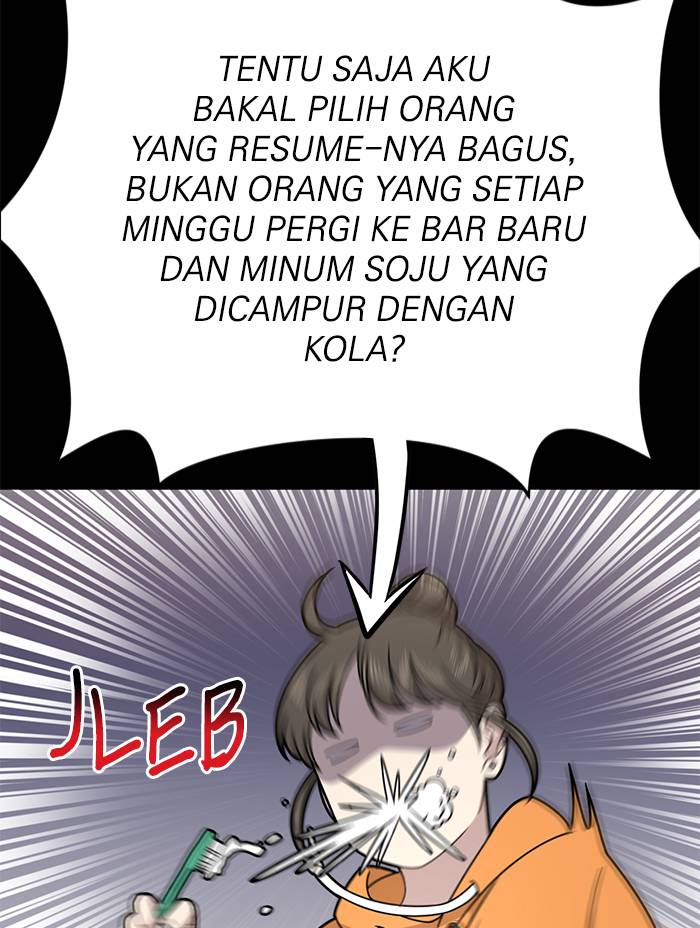 TENTU SAJA AKU
BAKAL PILIH ORANG
YANG RESUME-NYA BAGUS,
BUKAN ORANG YANG SETIAP
MINGGU PERGI KE BAR BARU
DAN MINUM SOJU YANG
DICAMPUR DENGAN
KOLA?
JLEB